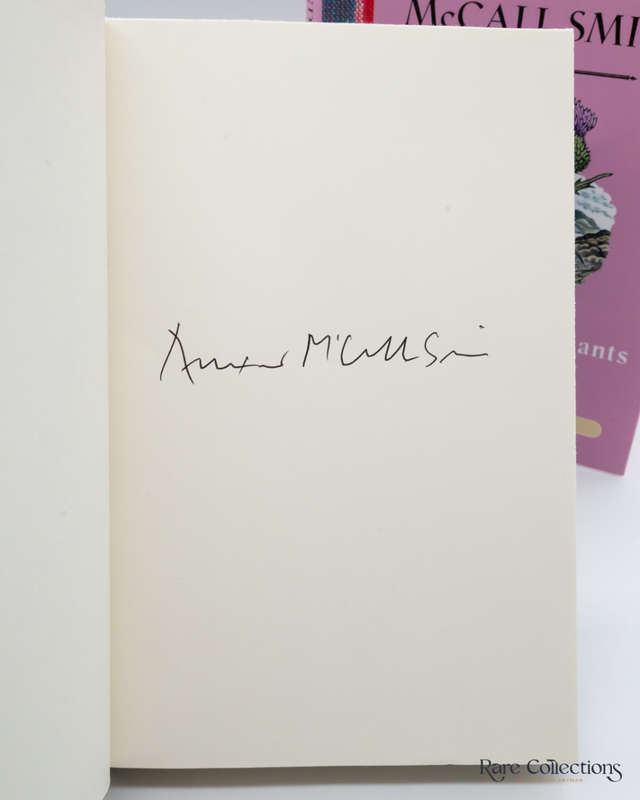 McCALL SMI
ants
Alexander McCall Smith
Rare Collections